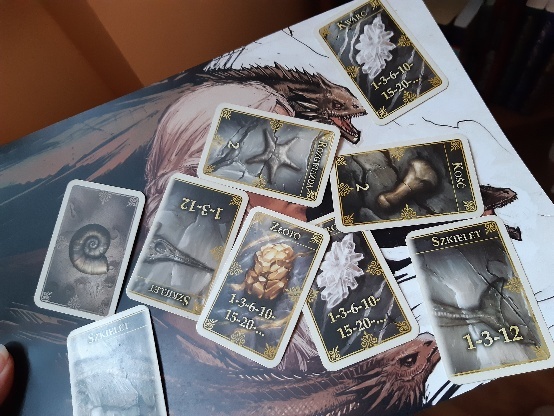 KWARC
1-3-6-10-
15-20-...
ROZGWIAZDA
2
KOŚĆ
2
1-3-12
SZKIELET
ZŁOTO
1-3-6-10-
15-20-...
1-3-6-10-
15-20-...
SZKIELET
1-3-12
SZKIELET